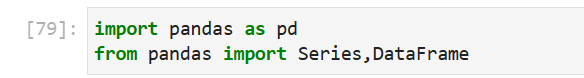 [79]: import pandas as pd
from pandas import Series,DataFrame